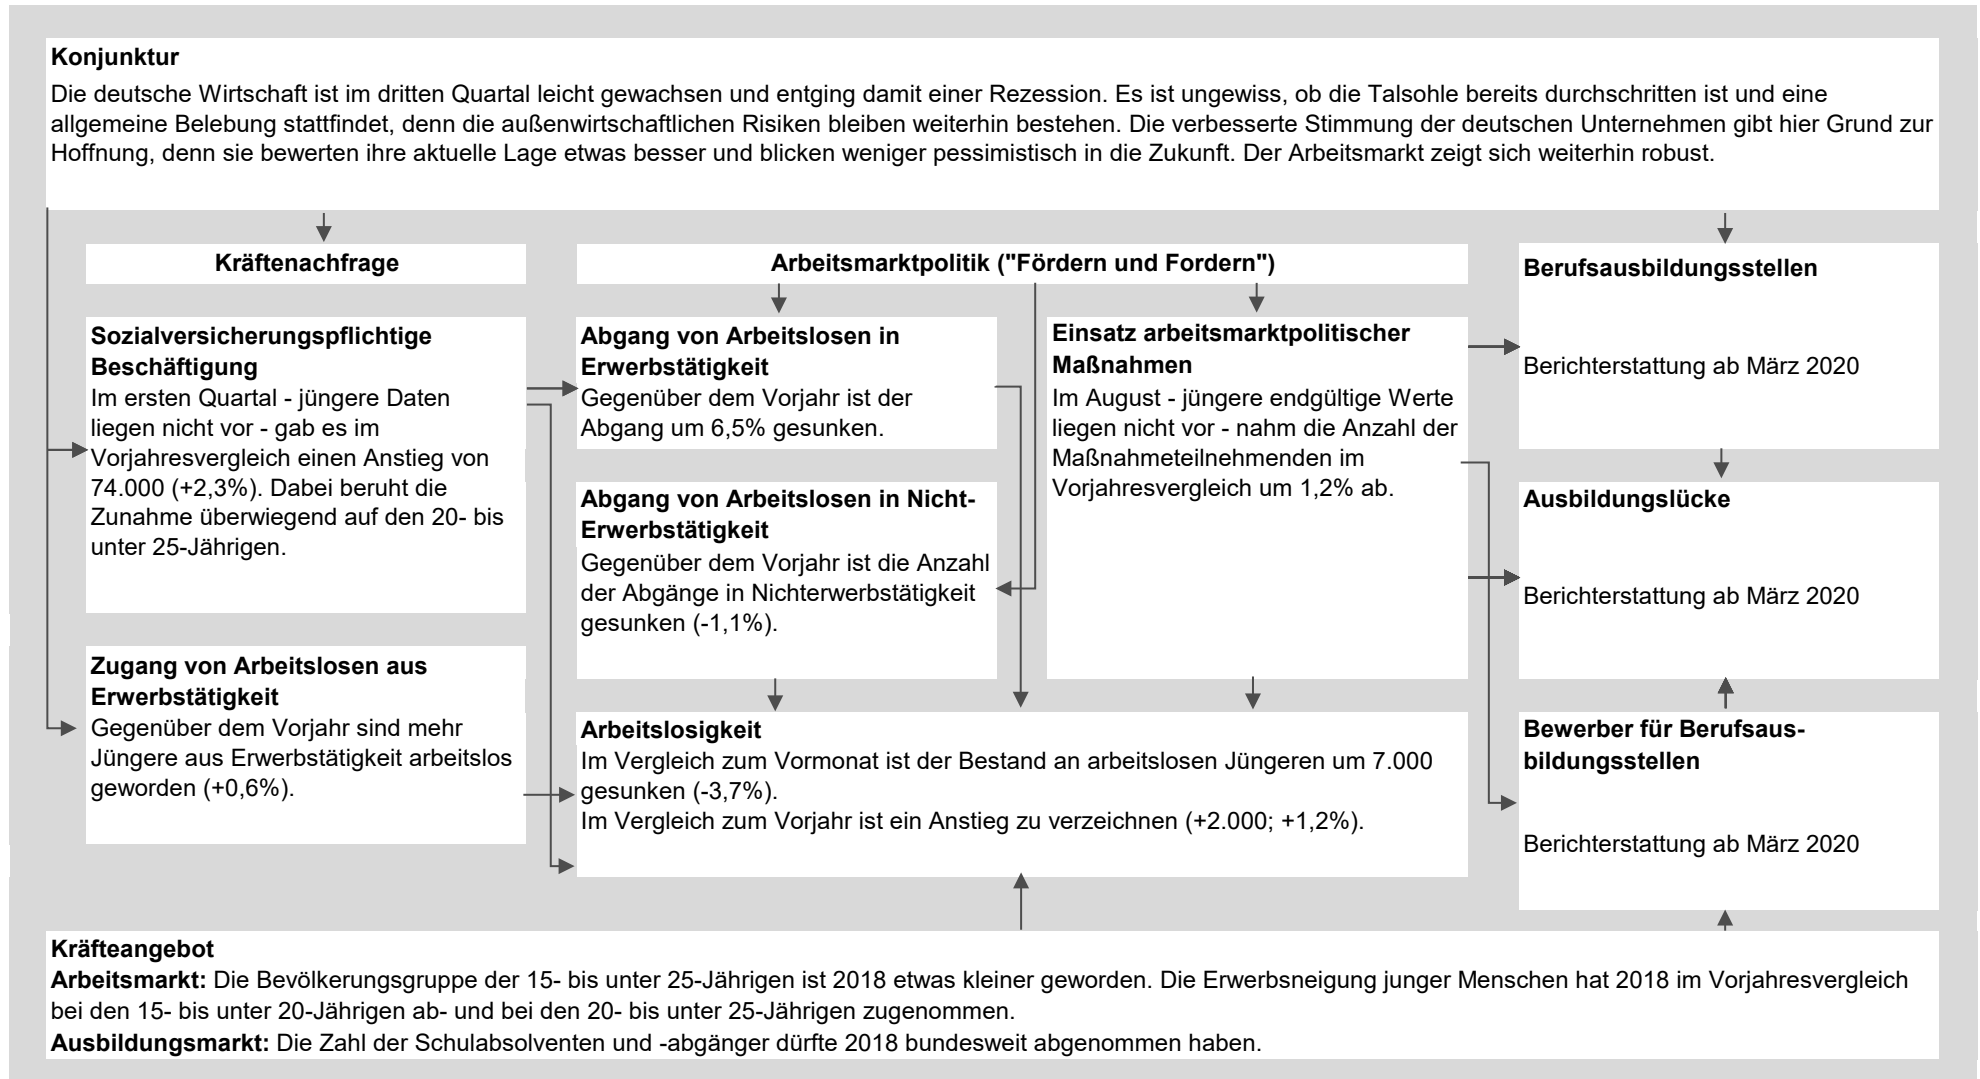 Konjunktur
Die deutsche Wirtschaft ist im dritten Quartal leicht gewachsen und entging damit einer Rezession. Es ist ungewiss, ob die Talsohle bereits durchschritten ist und eine
allgemeine Belebung stattfindet, denn die außenwirtschaftlichen Risiken bleiben weiterhin bestehen. Die verbesserte Stimmung der deutschen Unternehmen gibt hier Grund zur
Hoffnung, denn sie bewerten ihre aktuelle Lage etwas besser und blicken weniger pessimistisch in die Zukunft. Der Arbeitsmarkt zeigt sich weiterhin robust.
Kräftenachfrage
Sozialversicherungspflichtige
Beschäftigung
Im ersten Quartal - jüngere Daten
liegen nicht vor - gab es im
Vorjahresvergleich einen Anstieg von
74.000 (+2,3%). Dabei beruht die
Zunahme überwiegend auf den 20- bis
unter 25-Jährigen.
Zugang von Arbeitslosen aus
Erwerbstätigkeit
Gegenüber dem Vorjahr sind mehr
Jüngere aus Erwerbstätigkeit arbeitslos
geworden (+0,6%).
Arbeitsmarktpolitik ("Fördern und Fordern")
Abgang von Arbeitslosen in
Erwerbstätigkeit
Gegenüber dem Vorjahr ist der
Abgang um 6,5% gesunken.
Abgang von Arbeitslosen in Nicht-
Erwerbstätigkeit
Gegenüber dem Vorjahr ist die Anzahl
der Abgänge in Nichterwerbstätigkeit
gesunken (-1,1%).
Einsatz arbeitsmarktpolitischer
Maßnahmen
Im August - jüngere endgültige Werte
liegen nicht vor - nahm die Anzahl der
Maßnahmeteilnehmenden im
Vorjahresvergleich um 1,2% ab.
Arbeitslosigkeit
Im Vergleich zum Vormonat ist der Bestand an arbeitslosen Jüngeren um 7.000
gesunken (-3,7%).
Im Vergleich zum Vorjahr ist ein Anstieg zu verzeichnen (+2.000; +1,2%).
Berufsausbildungsstellen
Berichterstattung ab März 2020
Ausbildungslücke
Berichterstattung ab März 2020
Bewerber für Berufsaus-
bildungsstellen
Berichterstattung ab März 2020
Kräfteangebot
Arbeitsmarkt: Die Bevölkerungsgruppe der 15- bis unter 25-Jährigen ist 2018 etwas kleiner geworden. Die Erwerbsneigung junger Menschen hat 2018 im Vorjahresvergleich
bei den 15- bis unter 20-Jährigen ab- und bei den 20- bis unter 25-Jährigen zugenommen.
Ausbildungsmarkt: Die Zahl der Schulabsolventen und -abgänger dürfte 2018 bundesweit abgenommen haben.